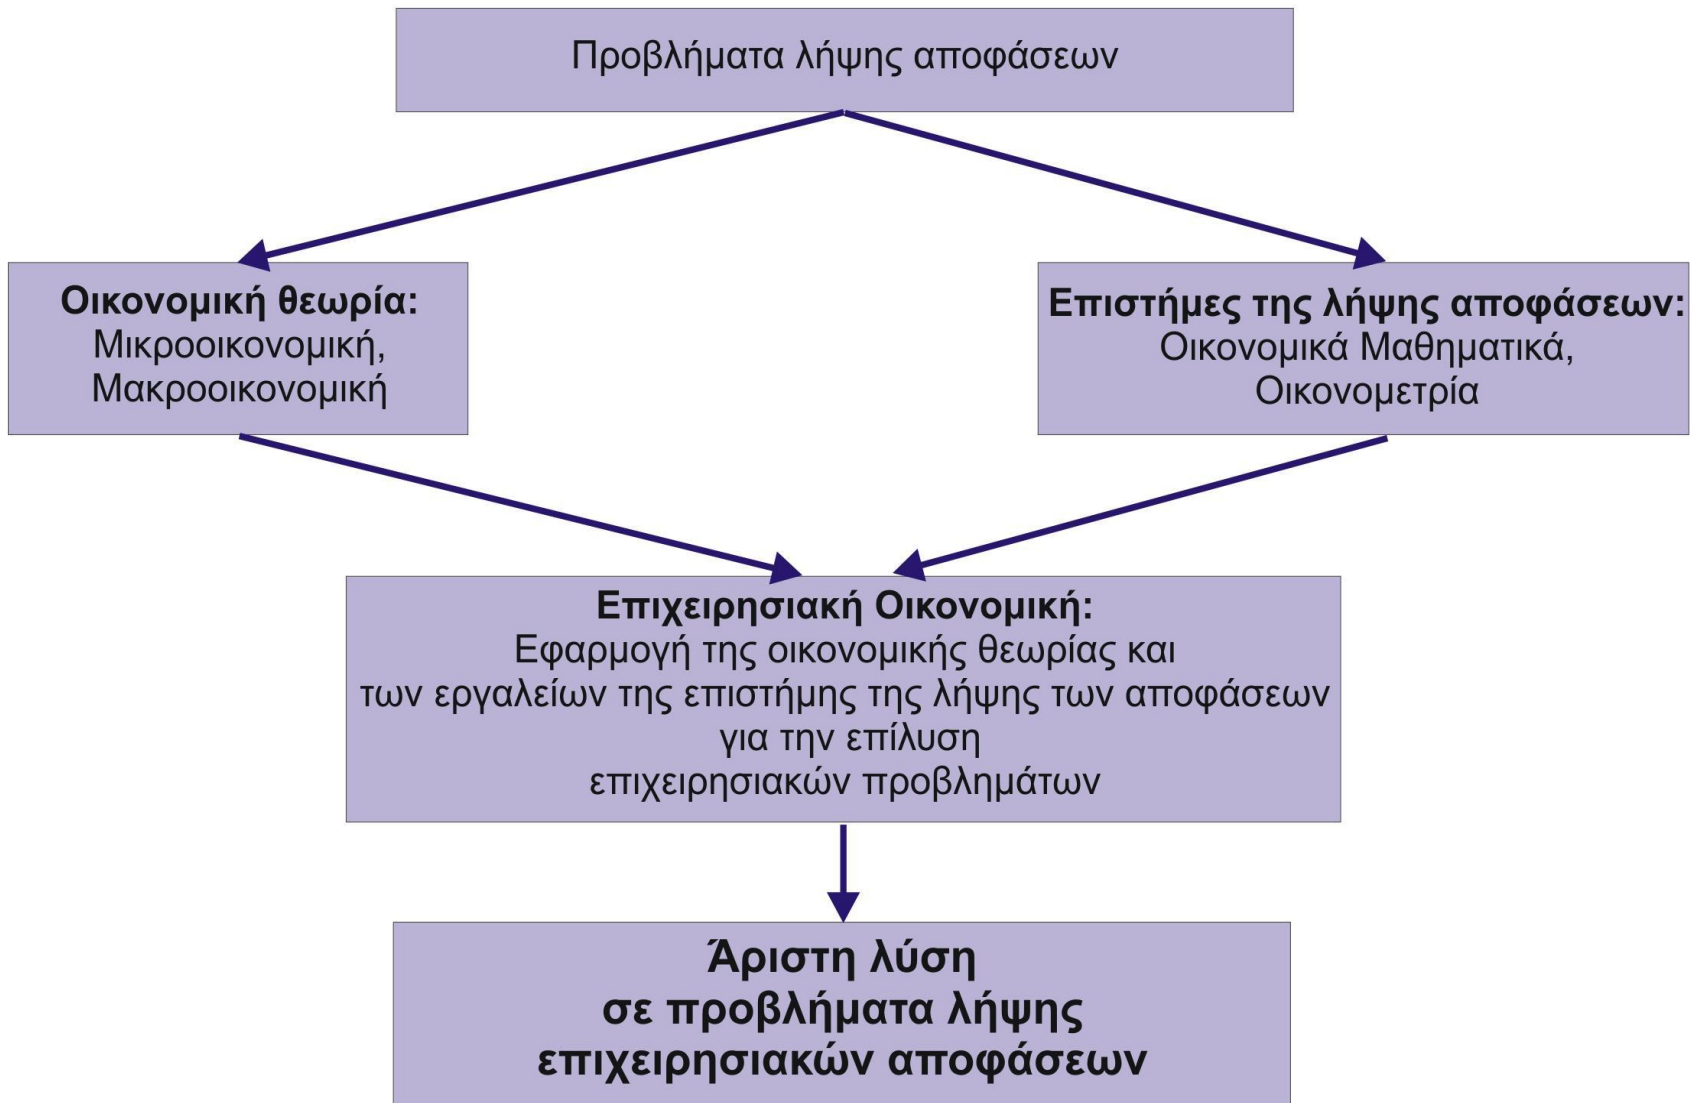 Προβλήματα λήψης αποφάσεων
Οικονομική θεωρία:
Μικροοικονομική,
Μακροοικονομική
Επιστήμες της λήψης αποφάσεων:
Οικονομικά Μαθηματικά,
Οικονομετρία
Επιχειρησιακή Οικονομική:
Εφαρμογή της οικονομικής θεωρίας και
των εργαλείων της επιστήμης της λήψης των αποφάσεων
για την επίλυση
επιχειρησιακών προβλημάτων
Άριστη λύση
σε προβλήματα λήψης
επιχειρησιακών αποφάσεων